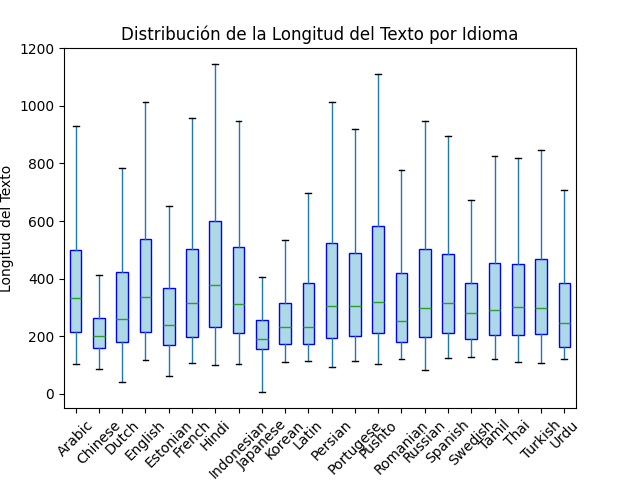 Distribución de la Longitud del Texto por Idioma
Longitud del Texto
1200
1000
800
600
400
200
0
Arabic
Chinese
Dutch
English
Estonian
French
Hindi
Indonesian
Japanese
Korean
Latin
Persian
Portugese
Pushto
Romanian
Russian
Spanish
Swedish
Tamil
Thai
Turkish
Urdu